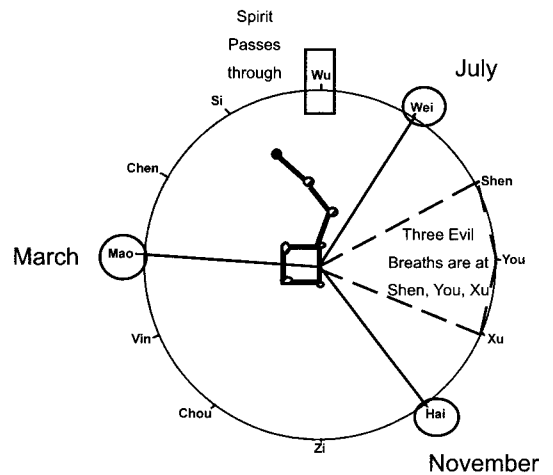 Spirit
Passes
through
Wu
July
Si
Wei
Chen
Shen
Three Evil
Breaths are at
Shen, You, Xu
March
Mao
You
Vin
Xu
Chou
Hai
Zi
November